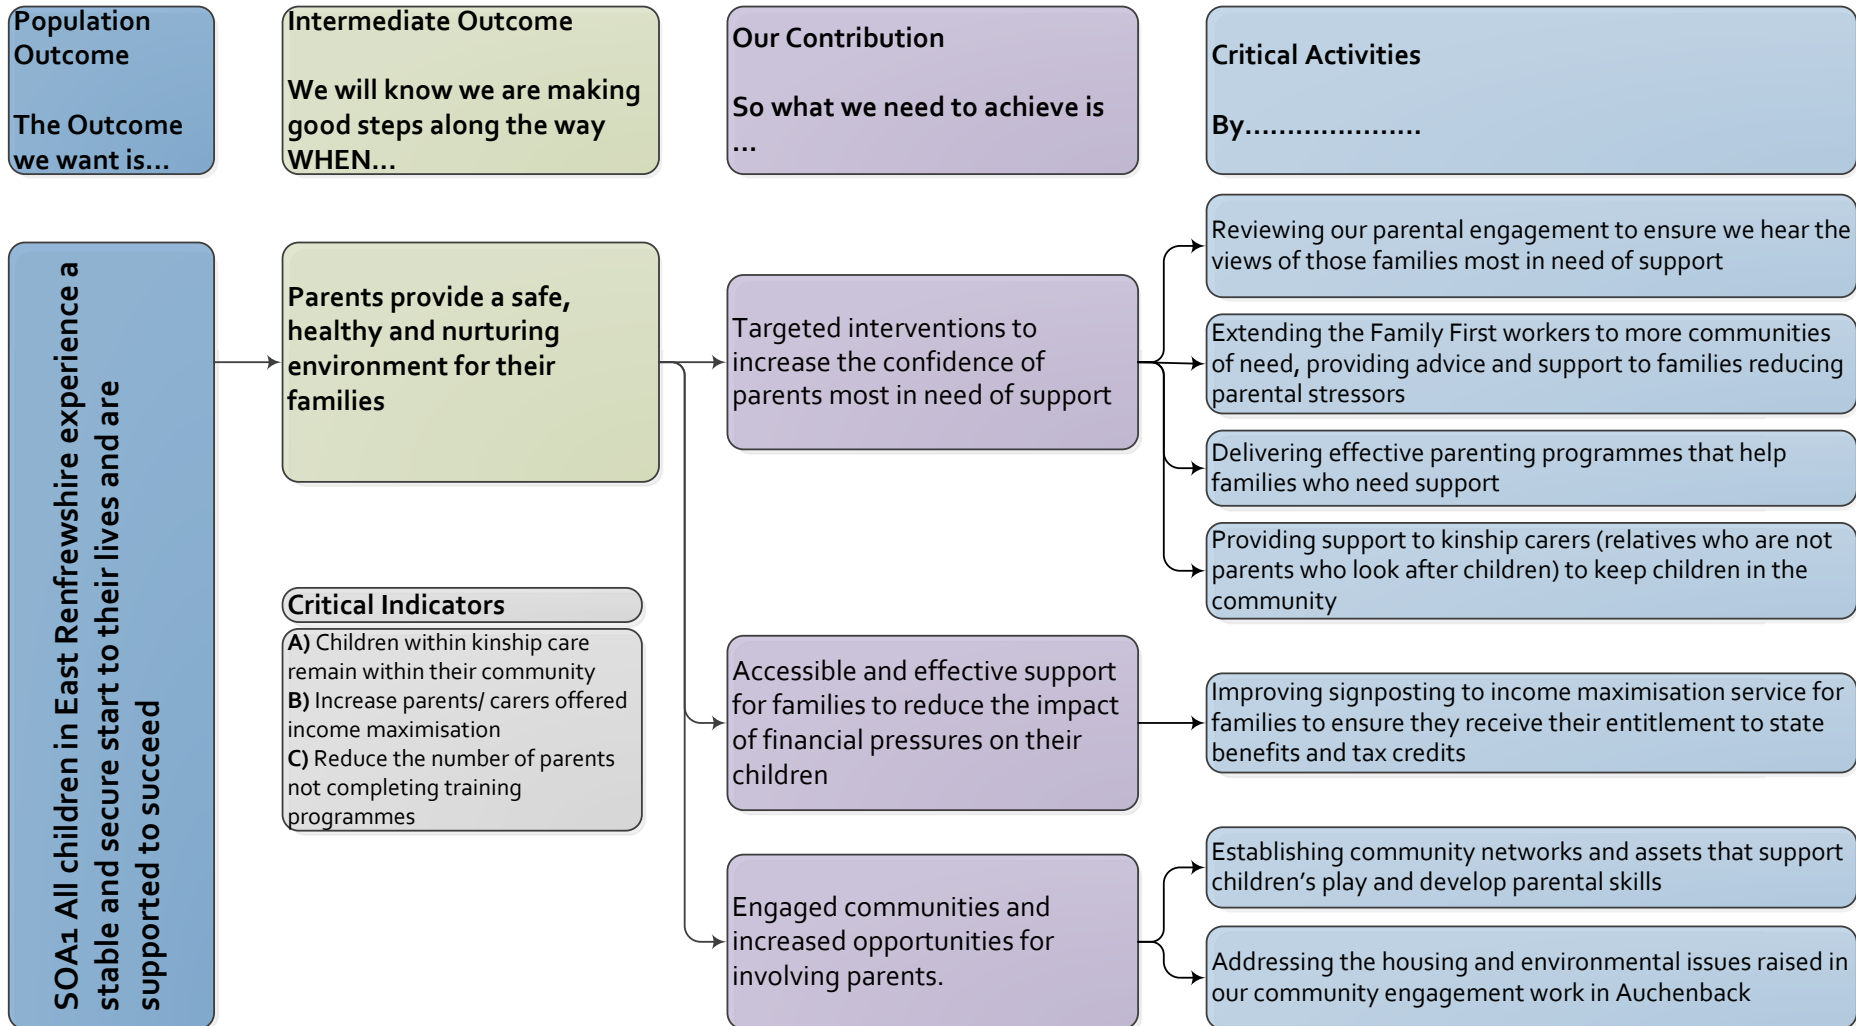 Population
Outcome
The Outcome
we want is...
Intermediate Outcome
We will know we are making
good steps along the way
WHEN...
Our Contribution
So what we need to achieve is
...
Critical Activities
By.....................
SOA1 All children in East Renfrewshire experience a
stable and secure start to their lives and are
supported to succeed
Parents provide a safe,
healthy and nurturing
environment for their
families
Critical Indicators
A) Children within kinship care
remain within their community
B) Increase parents/ carers offered
income maximisation
C) Reduce the number of parents
not completing training
programmes
Targeted interventions to
increase the confidence of
parents most in need of support
Accessible and effective support
for families to reduce the impact
of financial pressures on their
children
Engaged communities and
increased opportunities for
involving parents.
Reviewing our parental engagement to ensure we hear the
views of those families most in need of support
Extending the Family First workers to more communities
of need, providing advice and support to families reducing
parental stressors
Delivering effective parenting programmes that help
families who need support
Providing support to kinship carers (relatives who are not
parents who look after children) to keep children in the
community
Improving signposting to income maximisation service for
families to ensure they receive their entitlement to state
benefits and tax credits
Establishing community networks and assets that support
children's play and develop parental skills
Addressing the housing and environmental issues raised in
our community engagement work in Auchenback